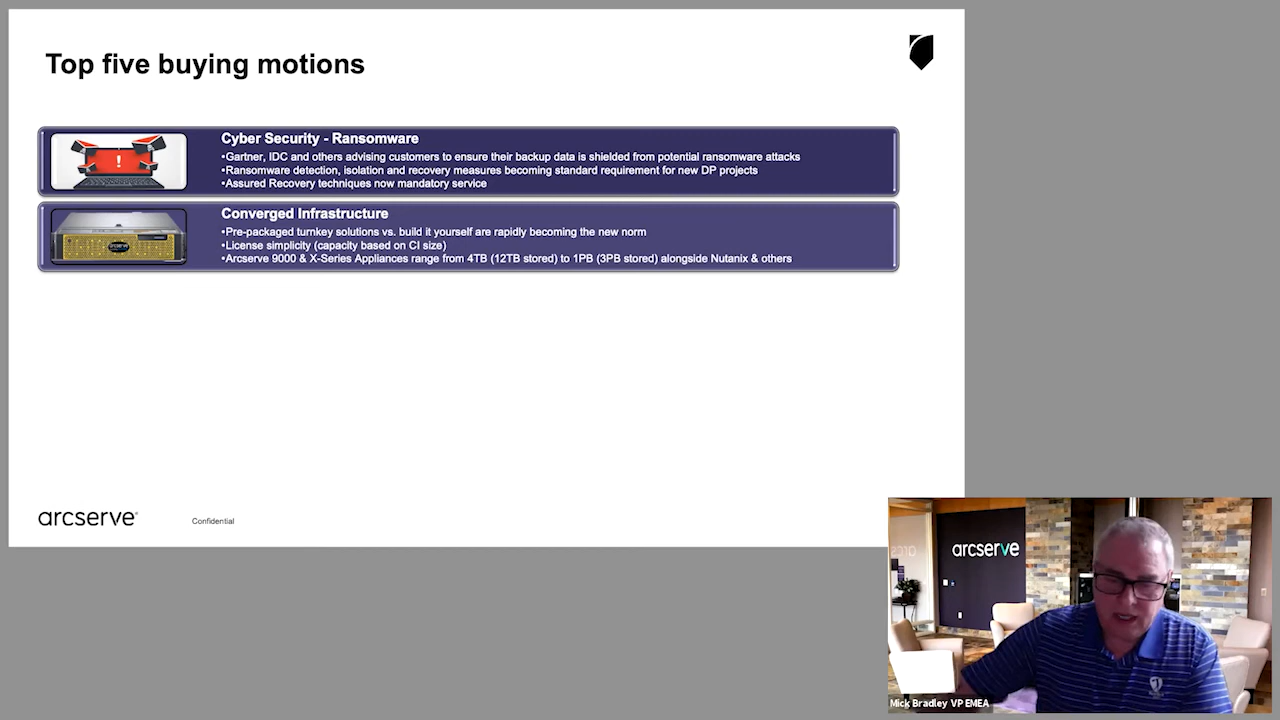 Top five buying motions
Cyber Security - Ransomware
•Gartner, IDC and others advising customers to ensure their backup data is shielded from potential ransomware attacks
•Ransomware detection, isolation and recovery measures becoming standard requirement for new DP projects
•Assured Recovery techniques now mandatory service
!
Converged Infrastructure
•Pre-packaged turnkey solutions vs. build it yourself are rapidly becoming the new norm
•License simplicity (capacity based on CI size)
•Arcserve 9000 & X-Series Appliances range from 4TB (12TB stored) to 1PB (3PB stored) alongside Nutanix & others
arcserve®
Confidential
arcserve
Mick Bradley VP EMEA